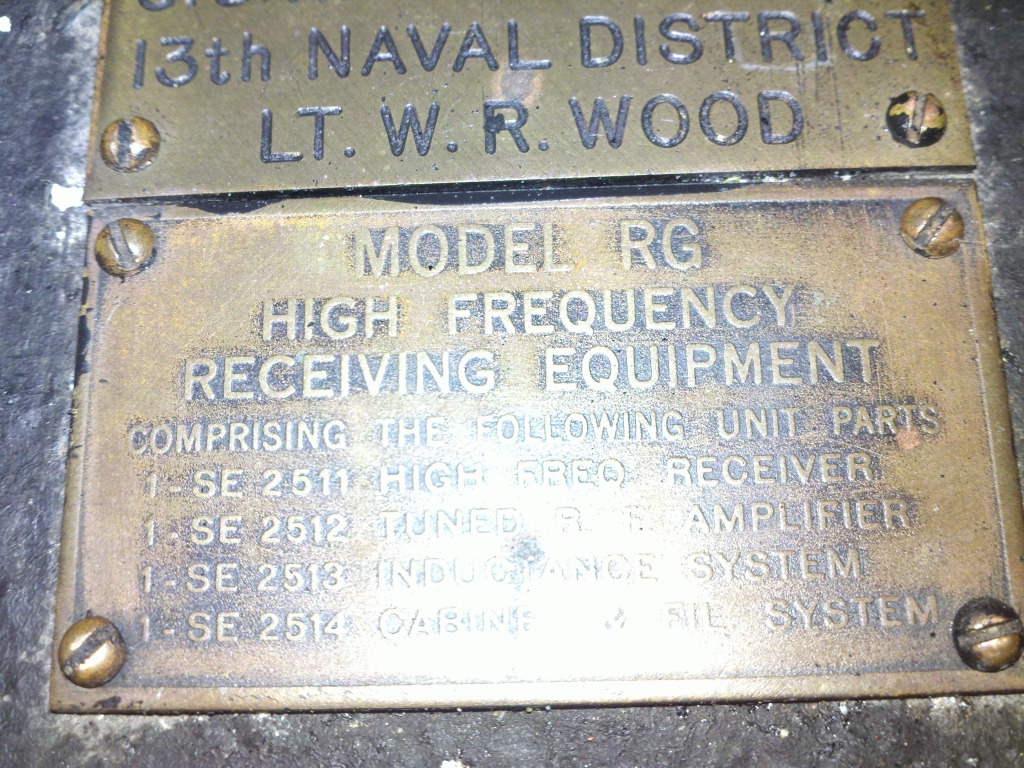 13th NAVAL DISTRICT
LT. W. R. WOOD
MODEL RG
HIGH FREQUENCY
RECEIVING EQUIPMENT
COMPRISING THE FOLLOWING UNIT PARTS
1-SE 2511 HIGH FREQ. RECEIVER
1-SE 2512 TUNED R. F. AMPLIFIER
1-SE 2513 INDUCTANCE SYSTEM
1-SE 2514 CABINET & FIL. SYSTEM